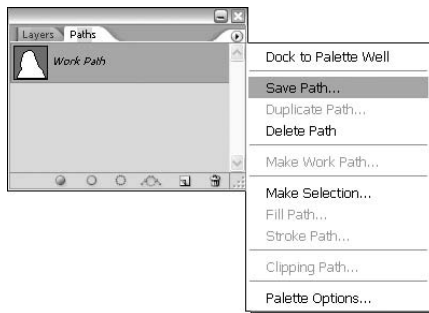 Layers Paths
Work Path
Dock to Palette Well
Save Path...
Duplicate Path...
Delete Path
Make Work Path...
Make Selection...
Fill Path...
Stroke Path...
Clipping Path...
Palette Options...